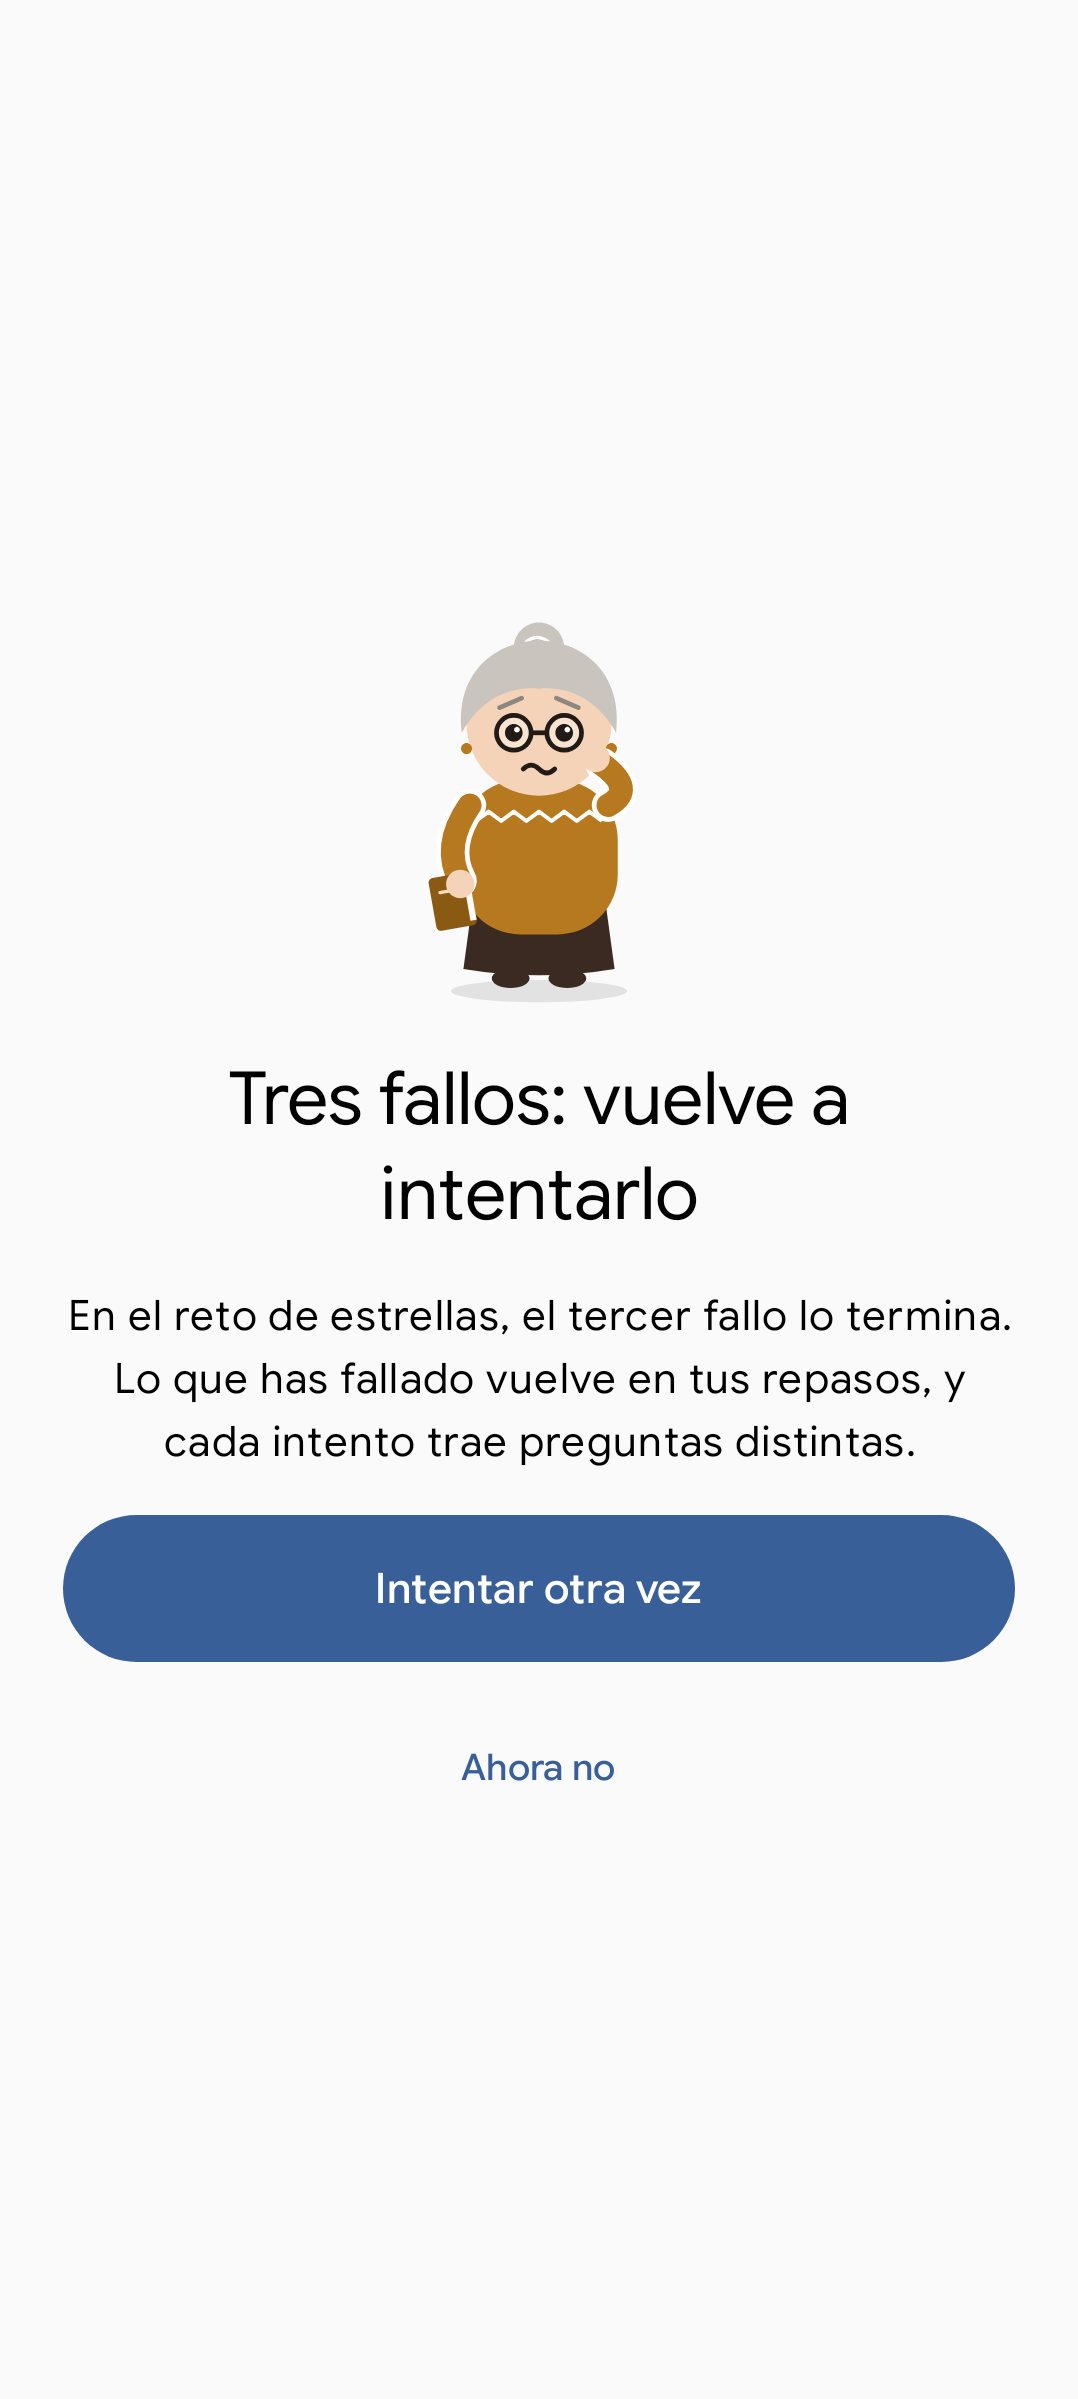 Tres fallos: vuelve a
intentarlo
En el reto de estrellas, el tercer fallo lo termina.
Lo que has fallado vuelve en tus repasos, y
cada intento trae preguntas distintas.
Intentar otra vez
Ahora no